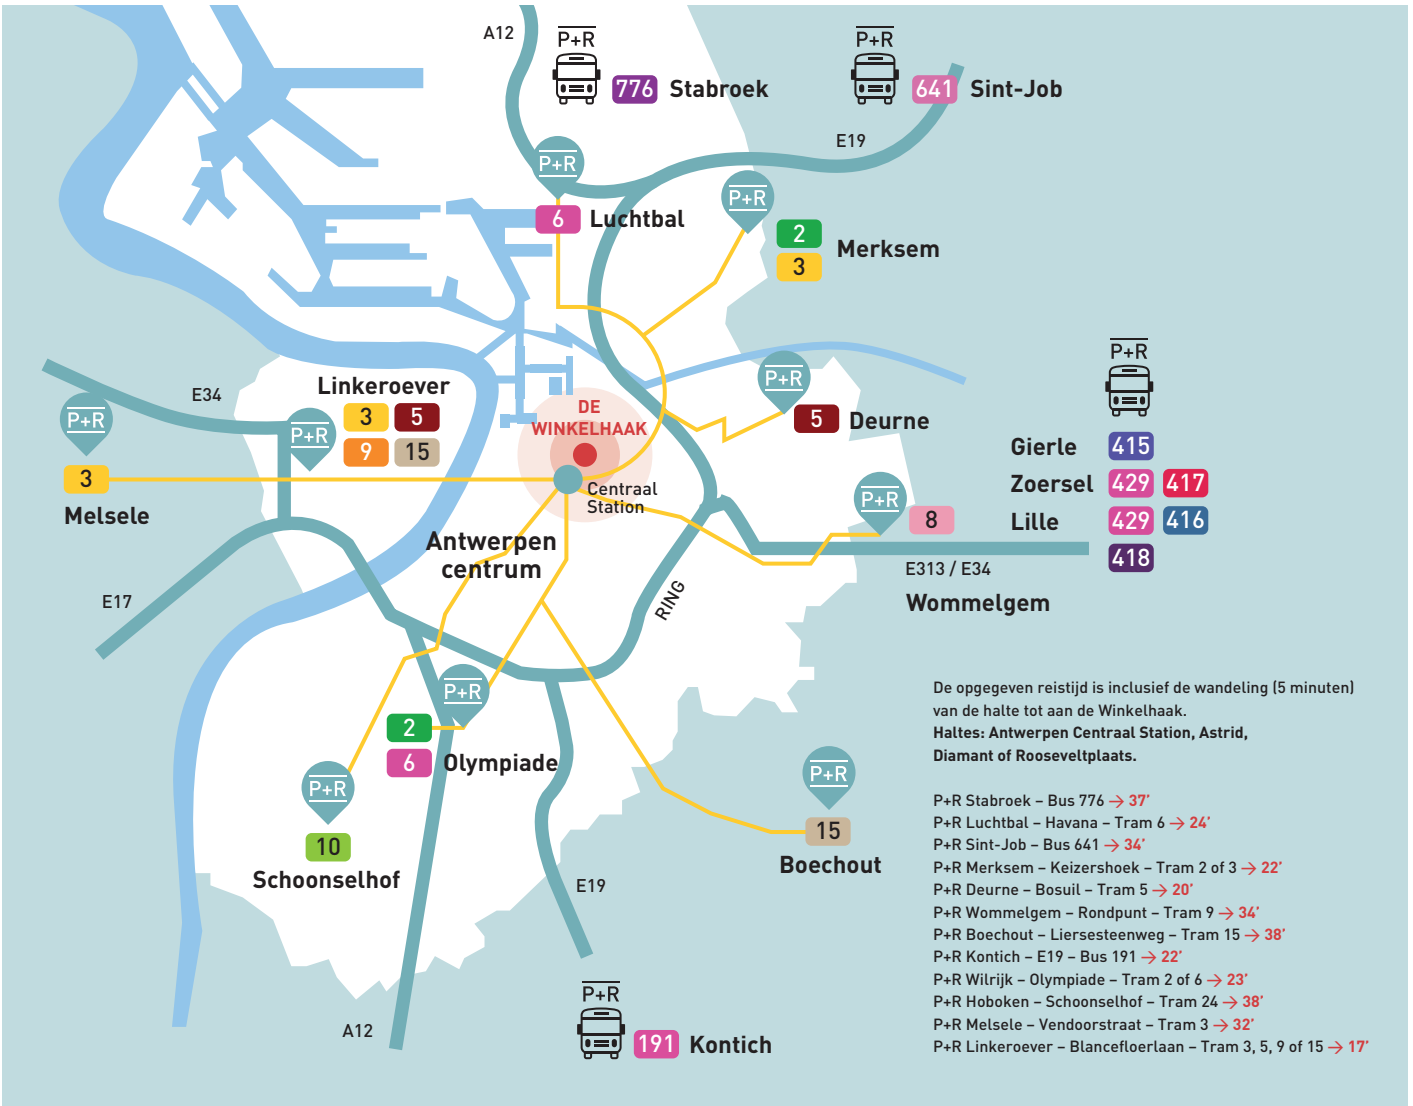 A12
P+R
776 Stabroek
P+R
641 Sint-Job
E19
P+R
6 Luchtbal
P+R
2
3
Merksem
E34
P+R
3
Melsele
Linkeroever
P+R
3 5
9 15
DE
WINKELHAAK
Centraal
Station
P+R
5 Deurne
P+R
8
E313 / E34
Wommelgem
P+R
Gierle 415
Zoersel 429 417
Lille 429 416
418
Antwerpen
centrum
E17
RING
P+R
2
6 Olympiade
P+R
10
Schoonselhof
P+R
15
Boechout
E19
A12
P+R
191 Kontich
De opgegeven reistijd is inclusief de wandeling (5 minuten)
van de halte tot aan de Winkelhaak.
Haltes: Antwerpen Centraal Station, Astrid,
Diamant of Rooseveltplaats.
P+R Stabroek – Bus 776 → 37’
P+R Luchtbal – Havana – Tram 6 → 24’
P+R Sint-Job – Bus 641 → 34’
P+R Merksem – Keizershoek – Tram 2 of 3 → 22’
P+R Deurne – Bosuil – Tram 5 → 20’
P+R Wommelgem – Rondpunt – Tram 9 → 34’
P+R Boechout – Liersesteenweg – Tram 15 → 38’
P+R Kontich – E19 – Bus 191 → 22’
P+R Wilrijk – Olympiade – Tram 2 of 6 → 23’
P+R Hoboken – Schoonselhof – Tram 24 → 38’
P+R Melsele – Vendoorstraat – Tram 3 → 32’
P+R Linkeroever – Blancefloerlaan – Tram 3, 5, 9 of 15 → 17’